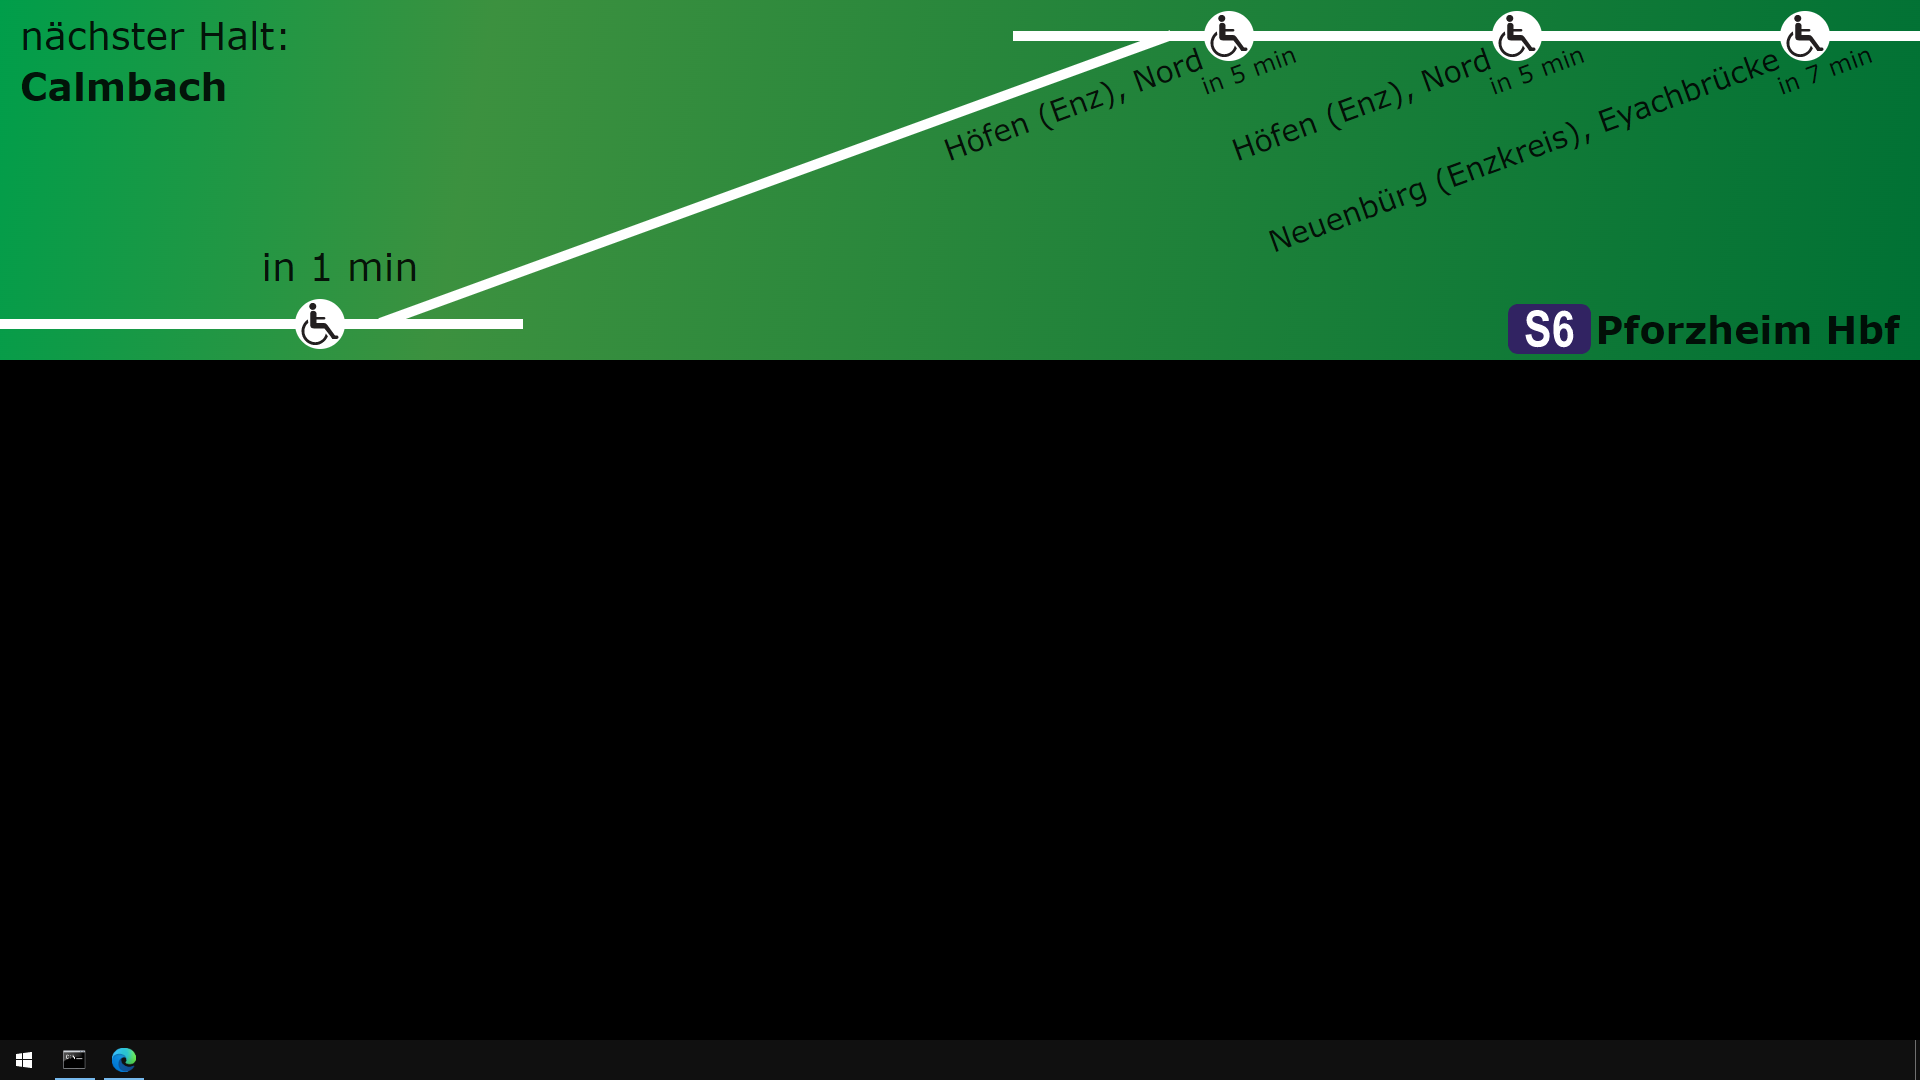 nächster Halt:
Calmbach
in 1 min
Höfen (Enz), Nord
in 5 min
Höfen (Enz), Nord
in 5 min
Neuenbürg (Enzkreis), Eyachbrücke
in 7 min
S6 Pforzheim Hbf